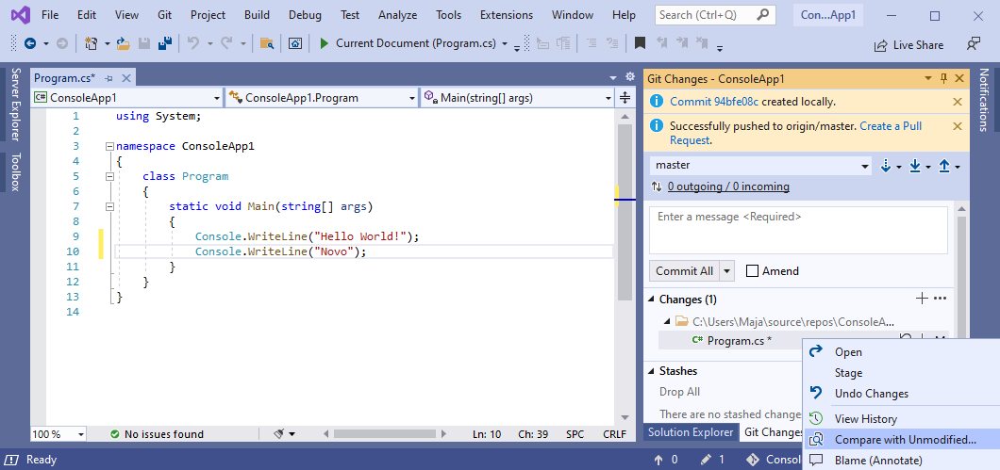 File Edit View Git Project Build Debug Test Analyze Tools Extensions Window Help Search (Ctrl+Q) Con...App1
Current Document (Program.cs) Live Share
Server Explorer
Toolbox
Program.cs*
C# ConsoleApp1 ConsoleApp1.Program Main(string[] args)
1 using System;
2
3 namespace ConsoleApp1
4 {
5 class Program
6 {
7 static void Main(string[] args)
8 {
9 Console.WriteLine("Hello World!");
10 Console.WriteLine("Novo");
11 }
12 }
13 }
14
100 % No issues found Ln: 10 Ch: 39 SPC CRLF
Git Changes - ConsoleApp1
Commit 94bfe08c created locally.
Successfully pushed to origin/master. Create a Pull
Request.
master
0 outgoing / 0 incoming
Enter a message <Required>
Commit All Amend
Changes (1)
C:\Users\Maja\source\repos\ConsoleA...
C# Program.cs *
Stashes
Drop All
There are no stashed change
Solution Explorer Git Changes
Open
Stage
Undo Changes
View History
Compare with Unmodified...
Blame (Annotate)
Notifications
Ready 0 1 Conso